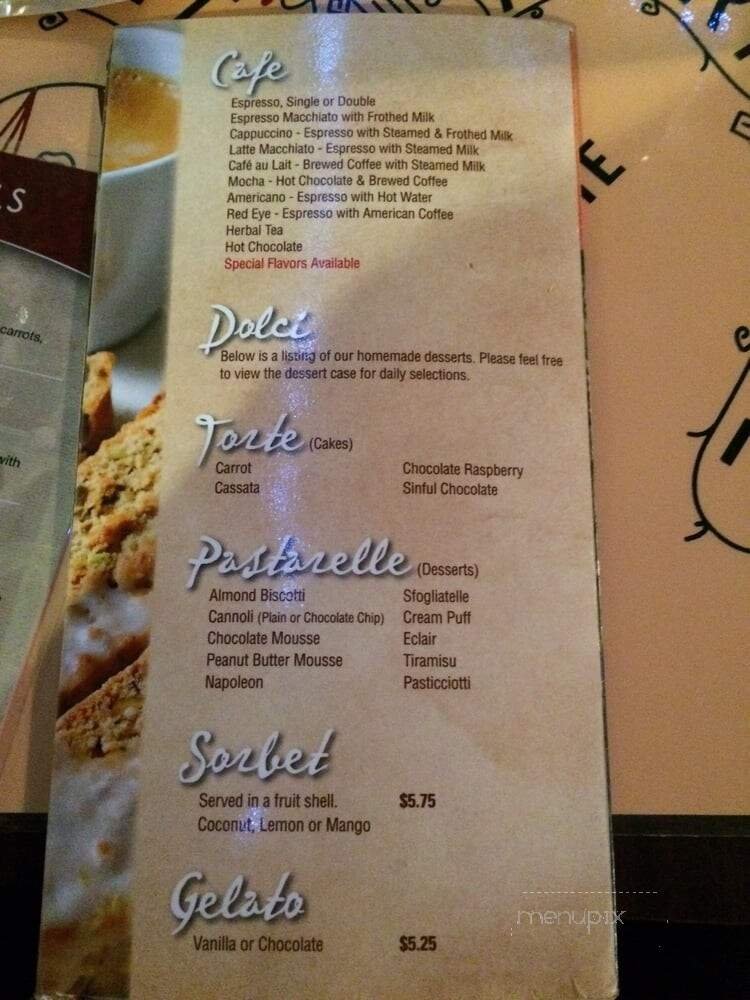 Cafe
Espresso, Single or Double
Espresso Macchiato with Frothed Milk
Cappuccino - Espresso with Steamed & Frothed Milk
Latte Macchiato - Espresso with Steamed Milk
Café au Lait - Brewed Coffee with Steamed Milk
Mocha - Hot Chocolate & Brewed Coffee
Americano - Espresso with Hot Water
Red Eye - Espresso with American Coffee
Herbal Tea
Hot Chocolate
Special Flavors Available
Dolci
Below is a listing of our homemade desserts. Please feel free
to view the dessert case for daily selections.
Torte (Cakes)
Carrot Chocolate Raspberry
Cassata Sinful Chocolate
Pastarelle (Desserts)
Almond Biscotti Sfogliatelle
Cannoli (Plain or Chocolate Chip) Cream Puff
Chocolate Mousse Eclair
Peanut Butter Mousse Tiramisu
Napoleon Pasticciotti
Sorbet
Served in a fruit shell. $5.75
Coconut, Lemon or Mango
Gelato
Vanilla or Chocolate $5.25
carrots,
with
menupix